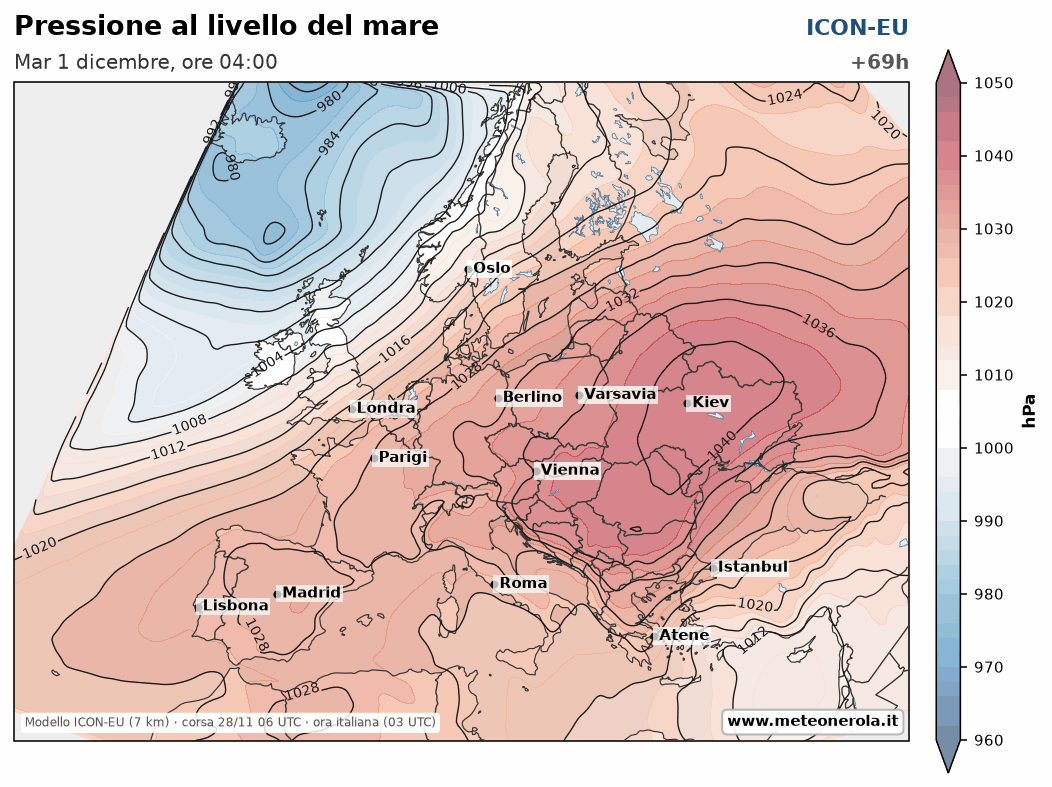 Pressione al livello del mare
ICON-EU
Mar 1 dicembre, ore 04:00
+69h
1000
980
1024
992
1020
984
980
Oslo
1032
1036
1016
1004
1028
Berlino
Varsavia
Kiev
Londra
1008
1012
Parigi
1040
Vienna
1020
Istanbul
Roma
Madrid
Lisbona
1020
1028
Atene
1012
1028
Modello ICON-EU (7 km) · corsa 28/11 06 UTC · ora italiana (03 UTC)
www.meteonerola.it
1050
1040
1030
1020
1010
1000
990
980
970
960
hPa